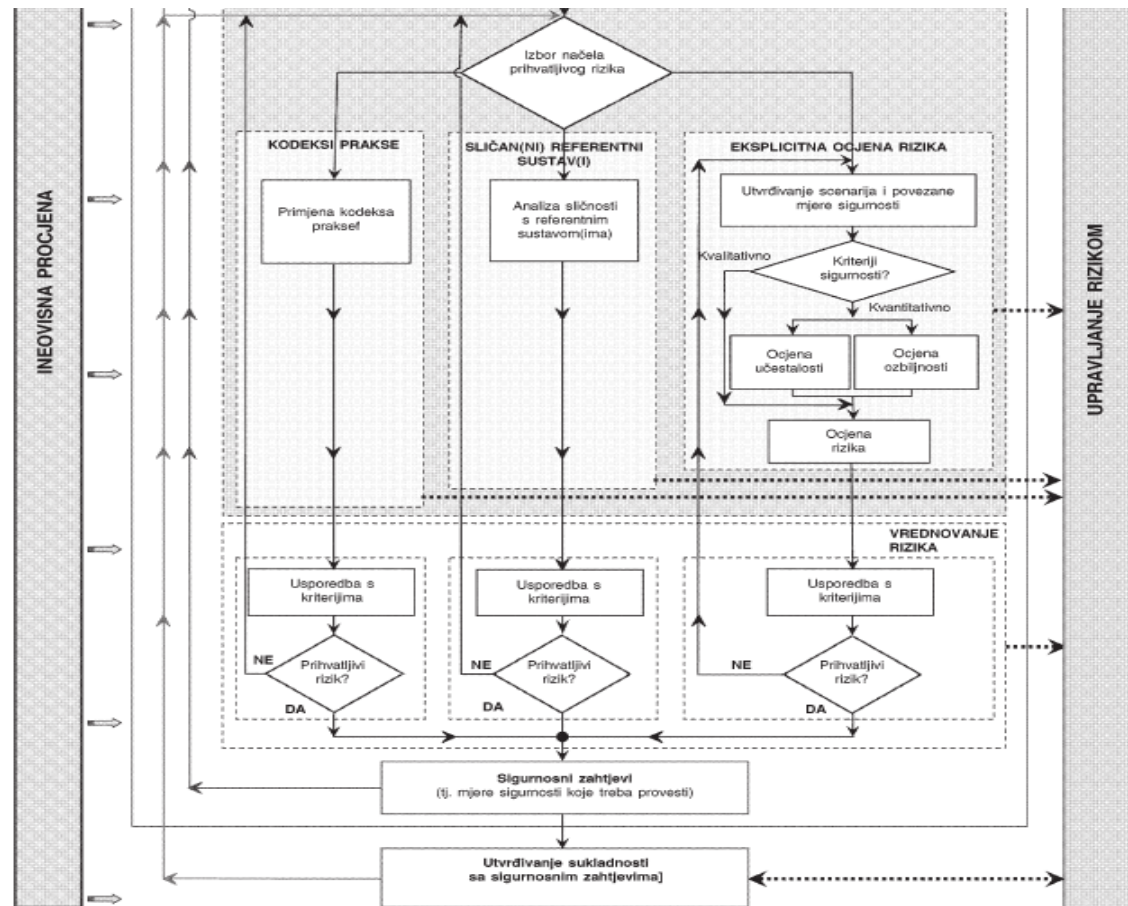 INEOVISNA PROCJENA
Izbor načela
prihvatljivog rizika
KODEKSI PRAKSE
Primjena kodeksa
praksef
SLIČAN(NI) REFERENTNI
SUSTAV(I)
Analiza sličnosti
s referentnim
sustavom(ima)
EKSPLICITNA OCJENA RIZIKA
Utvrđivanje scenarija i povezane
mjere sigurnosti
Kvalitativno
Kriteriji
sigurnosti?
Kvantitativno
Ocjena
učestalosti
Ocjena
ozbiljnosti
Ocjena
rizika
VREDNOVANJE
RIZIKA
Usporedba s
kriterijima
Usporedba s
kriterijima
Usporedba s
kriterijima
NE
Prihvatljivi
rizik?
DA
NE
Prihvatljivi
rizik?
DA
NE
Prihvatljivi
rizik?
DA
Sigurnosni zahtjevi
(tj. mjere sigurnosti koje treba provesti)
Utvrđivanje sukladnosti
sa sigurnosnim zahtjevima]
UPRAVLJANJE RIZIKOM